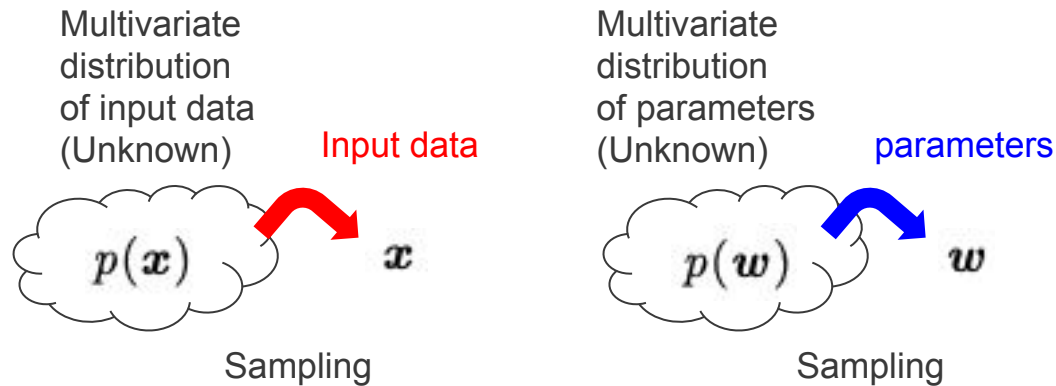 Multivariate
distribution
of input data
(Unknown)
Input data
p(x)
x
Sampling
Multivariate
distribution
of parameters
(Unknown)
parameters
p(w)
w
Sampling